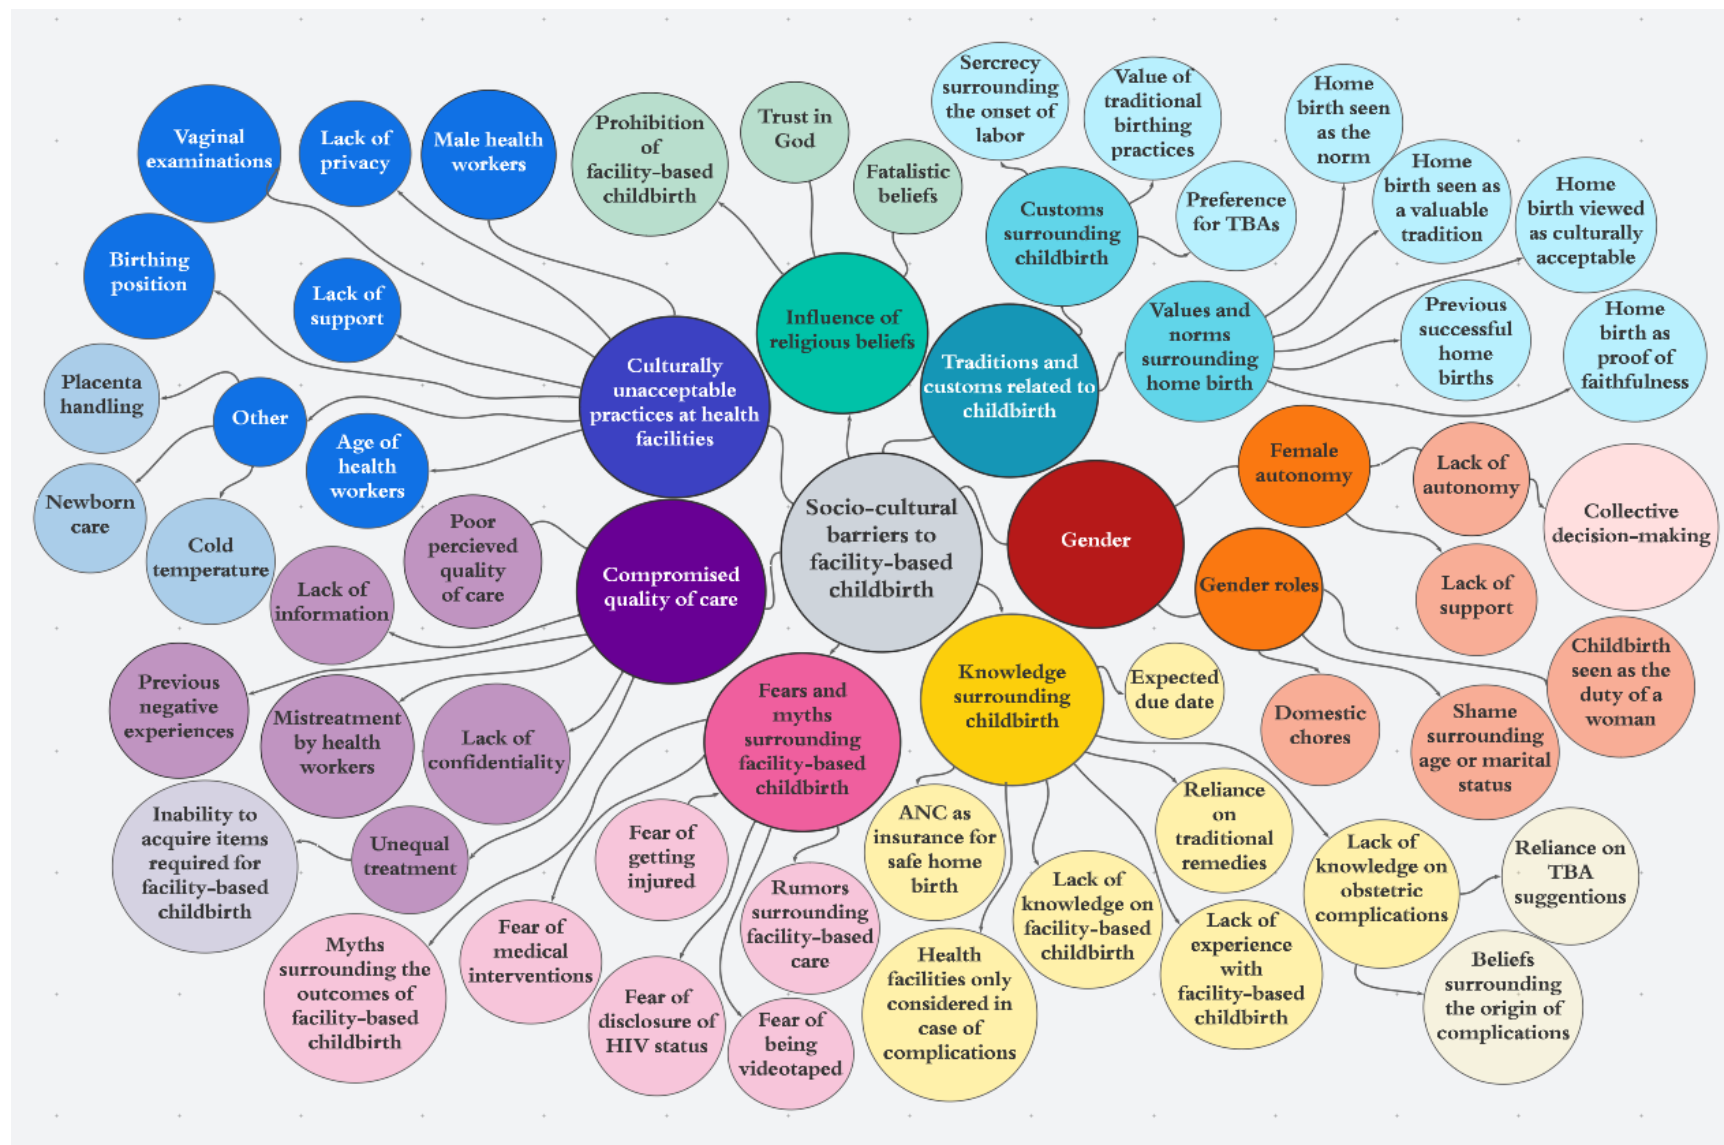 Vaginal
examinations
Lack of
privacy
Male health
workers
Prohibition
of
facility-based
childbirth
Trust in
God
Fatalistic
beliefs
Sercrecy
surrounding
the onset of
labor
Value of
traditional
birthing
practices
Home
birth seen
as the
norm
Home
birth seen as
a valuable
tradition
Home
birth viewed
as culturally
acceptable
Customs
surrounding
childbirth
Preference
for TBAs
Birthing
position
Lack of
support
Influence of
religious beliefs
Values and
norms
surrounding
home birth
Previous
successful
home
births
Home
birth as
proof of
faithfulness
Culturally
unacceptable
practices at health
facilities
Traditions and
customs related to
childbirth
Placenta
handling
Other
Age of
health
workers
Female
autonomy
Lack of
autonomy
Collective
decision-making
Newborn
care
Cold
temperature
Poor
percieved
quality
of care
Socio-cultural
barriers to
facility-based
childbirth
Gender
Gender roles
Lack of
support
Lack of
information
Compromised
quality of care
Previous
negative
experiences
Mistreatment
by health
workers
Lack of
confidentiality
Fears and
myths
surrounding
facility-based
childbirth
Knowledge
surrounding
childbirth
Expected
due date
Domestic
chores
Shame
surrounding
age or marital
status
Childbirth
seen as the
duty of a
woman
Inability to
acquire items
required for
facility-based
childbirth
Unequal
treatment
Fear of
getting
injured
ANC as
insurance for
safe home
birth
Reliance
on
traditional
remedies
Lack of
knowledge on
obstetric
complications
Reliance on
TBA
suggestions
Myths
surrounding the
outcomes of
facility-based
childbirth
Fear of
medical
interventions
Rumors
surrounding
facility-based
care
Lack of
knowledge on
facility-based
childbirth
Lack of
experience
with
facility-based
childbirth
Beliefs
surrounding
the origin of
complications
Fear of
disclosure of
HIV status
Fear of
being
videotaped
Health
facilities only
considered in
case of
complications